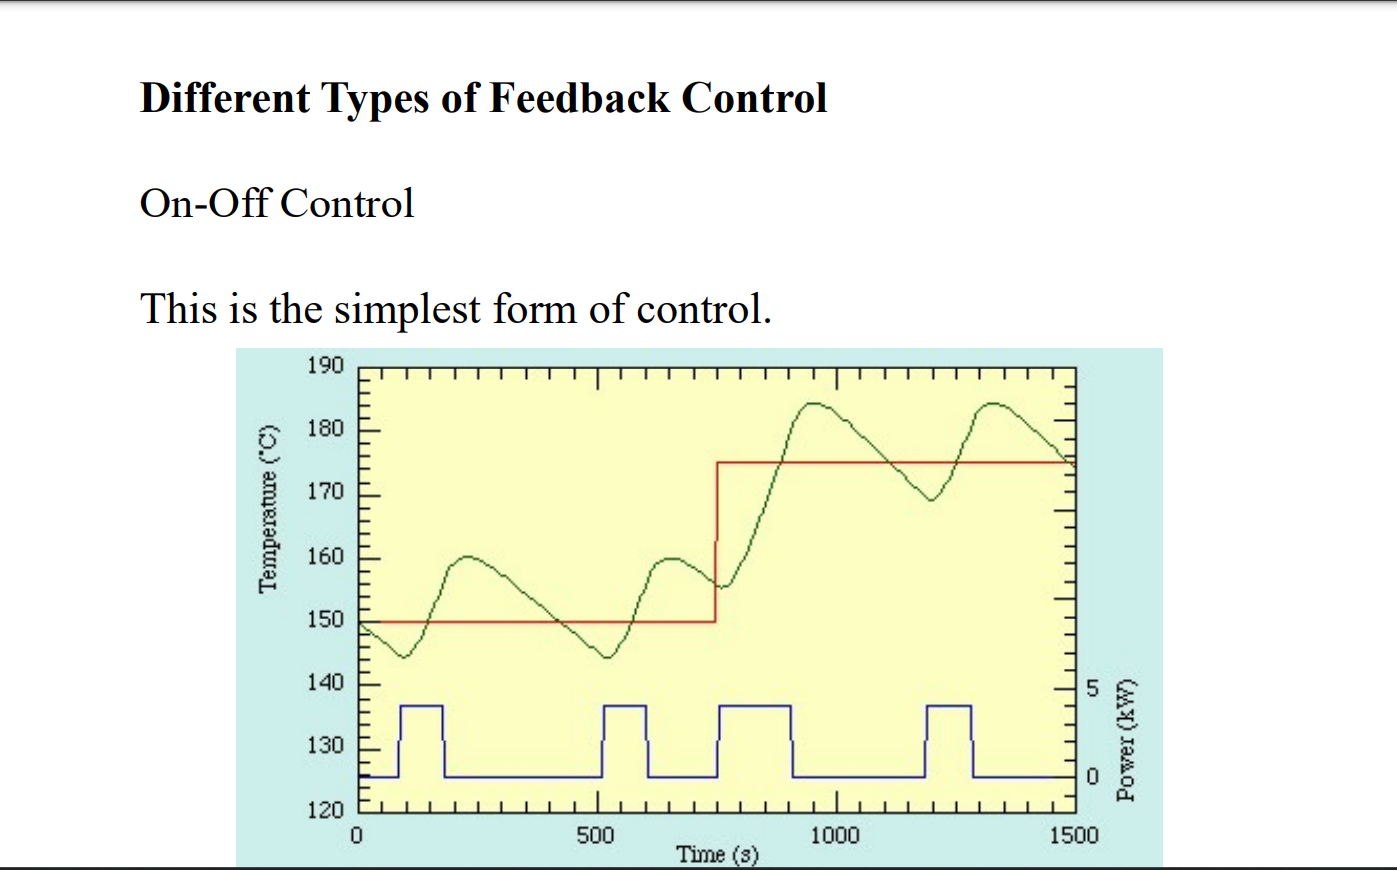 Different Types of Feedback Control
On-Off Control
This is the simplest form of control.
190
180
170
160
150
140
130
120
Temperature (°C)
5
0
Power (kW)
0 500 1000 1500
Time (s)